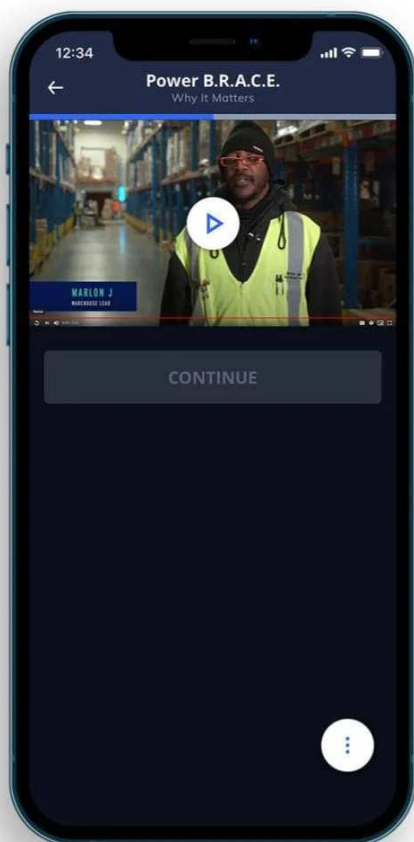 12:34
Power B.R.A.C.E.
Why It Matters
MARLON J
WAREHOUSE LEAD
CONTINUE